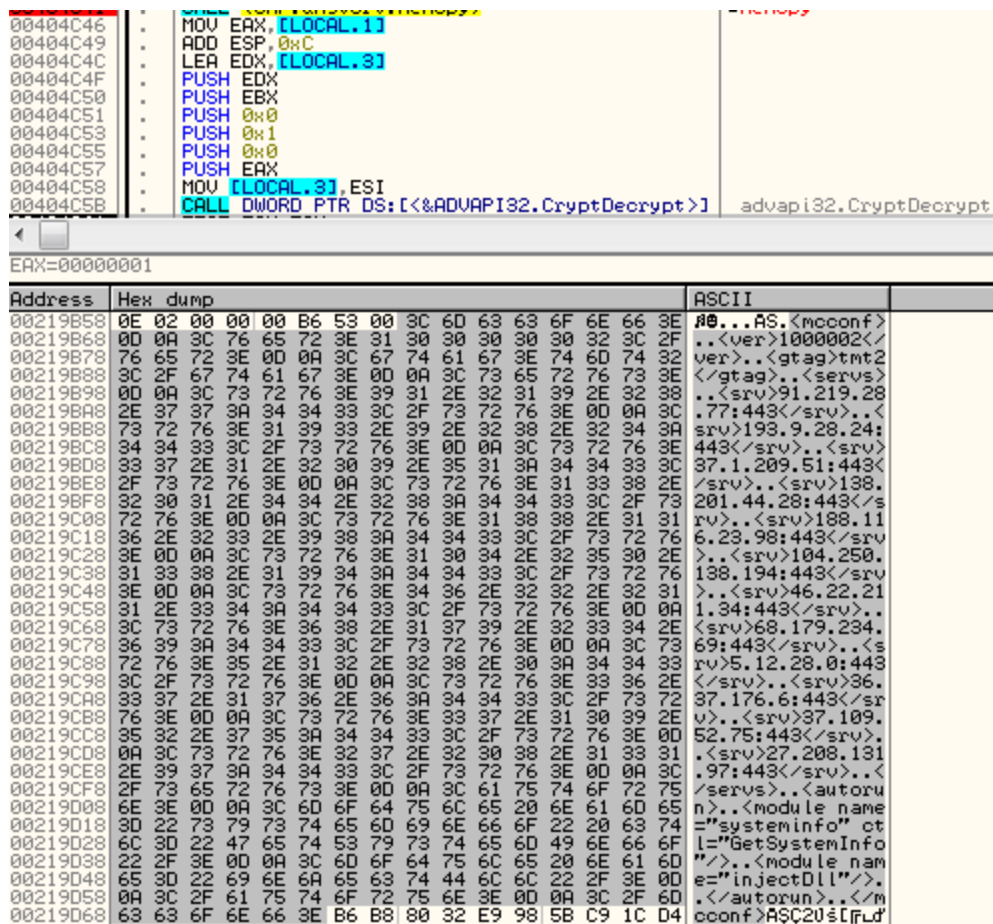 00404C46 . MOV EAX,[LOCAL.1]
00404C49 . ADD ESP,0xC
00404C4C . LEA EDX,[LOCAL.3]
00404C4F . PUSH EDX
00404C50 . PUSH EBX
00404C51 . PUSH 0x0
00404C53 . PUSH 0x1
00404C55 . PUSH 0x0
00404C57 . PUSH EAX
00404C58 . MOV [LOCAL.3],ESI
00404C5B . CALL DWORD PTR DS:[<&ADVAPI32.CryptDecrypt>] advapi32.CryptDecrypt
EAX=00000001
Address Hex dump ASCII
00219B58 0E 02 00 00 00 B6 53 00 3C 6D 63 63 6F 6E 66 3E ...AS.<mcconf>
00219B68 0D 0A 3C 76 65 72 3E 31 30 30 30 30 30 32 3C 2F ..<ver>1000002</
00219B78 76 65 72 3E 0D 0A 3C 67 74 61 67 3E 74 6D 74 32 ver>..<gtag>tmt2
00219B88 3C 2F 67 74 61 67 3E 0D 0A 3C 73 65 72 76 73 3E </gtag>..<servs>
00219B98 0D 0A 3C 73 72 76 3E 39 31 2E 32 31 39 2E 32 38 ..<srv>91.219.28
00219BA8 2E 37 37 3A 34 34 33 3C 2F 73 72 76 3E 0D 0A 3C .77:443</srv>..<
00219BB8 73 72 76 3E 31 39 33 2E 39 2E 32 38 2E 32 34 3A srv>193.9.28.24:
00219BC8 34 34 33 3C 2F 73 72 76 3E 0D 0A 3C 73 72 76 3E 443</srv>..<srv>
00219BD8 33 37 2E 31 2E 32 30 39 2E 35 31 3A 34 34 33 3C 37.1.209.51:443<
00219BE8 2F 73 72 76 3E 0D 0A 3C 73 72 76 3E 31 33 38 2E /srv>..<srv>138.
00219BF8 32 30 31 2E 34 34 2E 32 38 3A 34 34 33 3C 2F 73 201.44.28:443</s
00219C08 72 76 3E 0D 0A 3C 73 72 76 3E 31 38 38 2E 31 31 rv>..<srv>188.11
00219C18 36 2E 32 33 2E 39 38 3A 34 34 33 3C 2F 73 72 76 6.23.98:443</srv
00219C28 3E 0D 0A 3C 73 72 76 3E 31 30 34 2E 32 35 30 2E >..<srv>104.250.
00219C38 31 33 38 2E 31 39 34 3A 34 34 33 3C 2F 73 72 76 138.194:443</srv
00219C48 3E 0D 0A 3C 73 72 76 3E 34 36 2E 32 32 2E 32 31 >..<srv>46.22.21
00219C58 31 2E 33 34 3A 34 34 33 3C 2F 73 72 76 3E 0D 0A 1.34:443</srv>..
00219C68 3C 73 72 76 3E 36 38 2E 31 37 39 2E 32 33 34 2E <srv>68.179.234.
00219C78 36 39 3A 34 34 33 3C 2F 73 72 76 3E 0D 0A 3C 73 69:443</srv>..<s
00219C88 72 76 3E 35 2E 31 32 2E 32 38 2E 30 3A 34 34 33 rv>5.12.28.0:443
00219C98 3C 2F 73 72 76 3E 0D 0A 3C 73 72 76 3E 33 36 2E </srv>..<srv>36.
00219CA8 33 37 2E 31 37 36 2E 36 3A 34 34 33 3C 2F 73 72 37.176.6:443</sr
00219CB8 76 3E 0D 0A 3C 73 72 76 3E 33 37 2E 31 30 39 2E v>..<srv>37.109.
00219CC8 35 32 2E 37 35 3A 34 34 33 3C 2F 73 72 76 3E 0D 52.75:443</srv>.
00219CD8 0A 3C 73 72 76 3E 32 37 2E 32 30 38 2E 31 33 31 .<srv>27.208.131
00219CE8 2E 39 37 3A 34 34 33 3C 2F 73 72 76 3E 0D 0A 3C .97:443</srv>..<
00219CF8 2F 73 65 72 76 73 3E 0D 0A 3C 61 75 74 6F 72 75 /servs>..<autoru
00219D08 6E 3E 0D 0A 3C 6D 6F 64 75 6C 65 20 6E 61 6D 65 n>..<module name
00219D18 3D 22 73 79 73 74 65 6D 69 6E 66 6F 22 20 63 74 ="systeminfo" ct
00219D28 6C 3D 22 47 65 74 53 79 73 74 65 6D 49 6E 66 6F l="GetSystemInfo
00219D38 22 2F 3E 0D 0A 3C 6D 6F 64 75 6C 65 20 6E 61 6D "/>..<module nam
00219D48 65 3D 22 69 6E 6A 65 63 74 44 6C 6C 22 2F 3E 0D e="injectDll"/>.
00219D58 0A 3C 2F 61 75 74 6F 72 75 6E 3E 0D 0A 3C 2F 6D .</autorun>..</m
00219D68 63 63 6F 6E 66 3E B6 B8 80 32 E9 98 5B C9 1C D4 cconf>